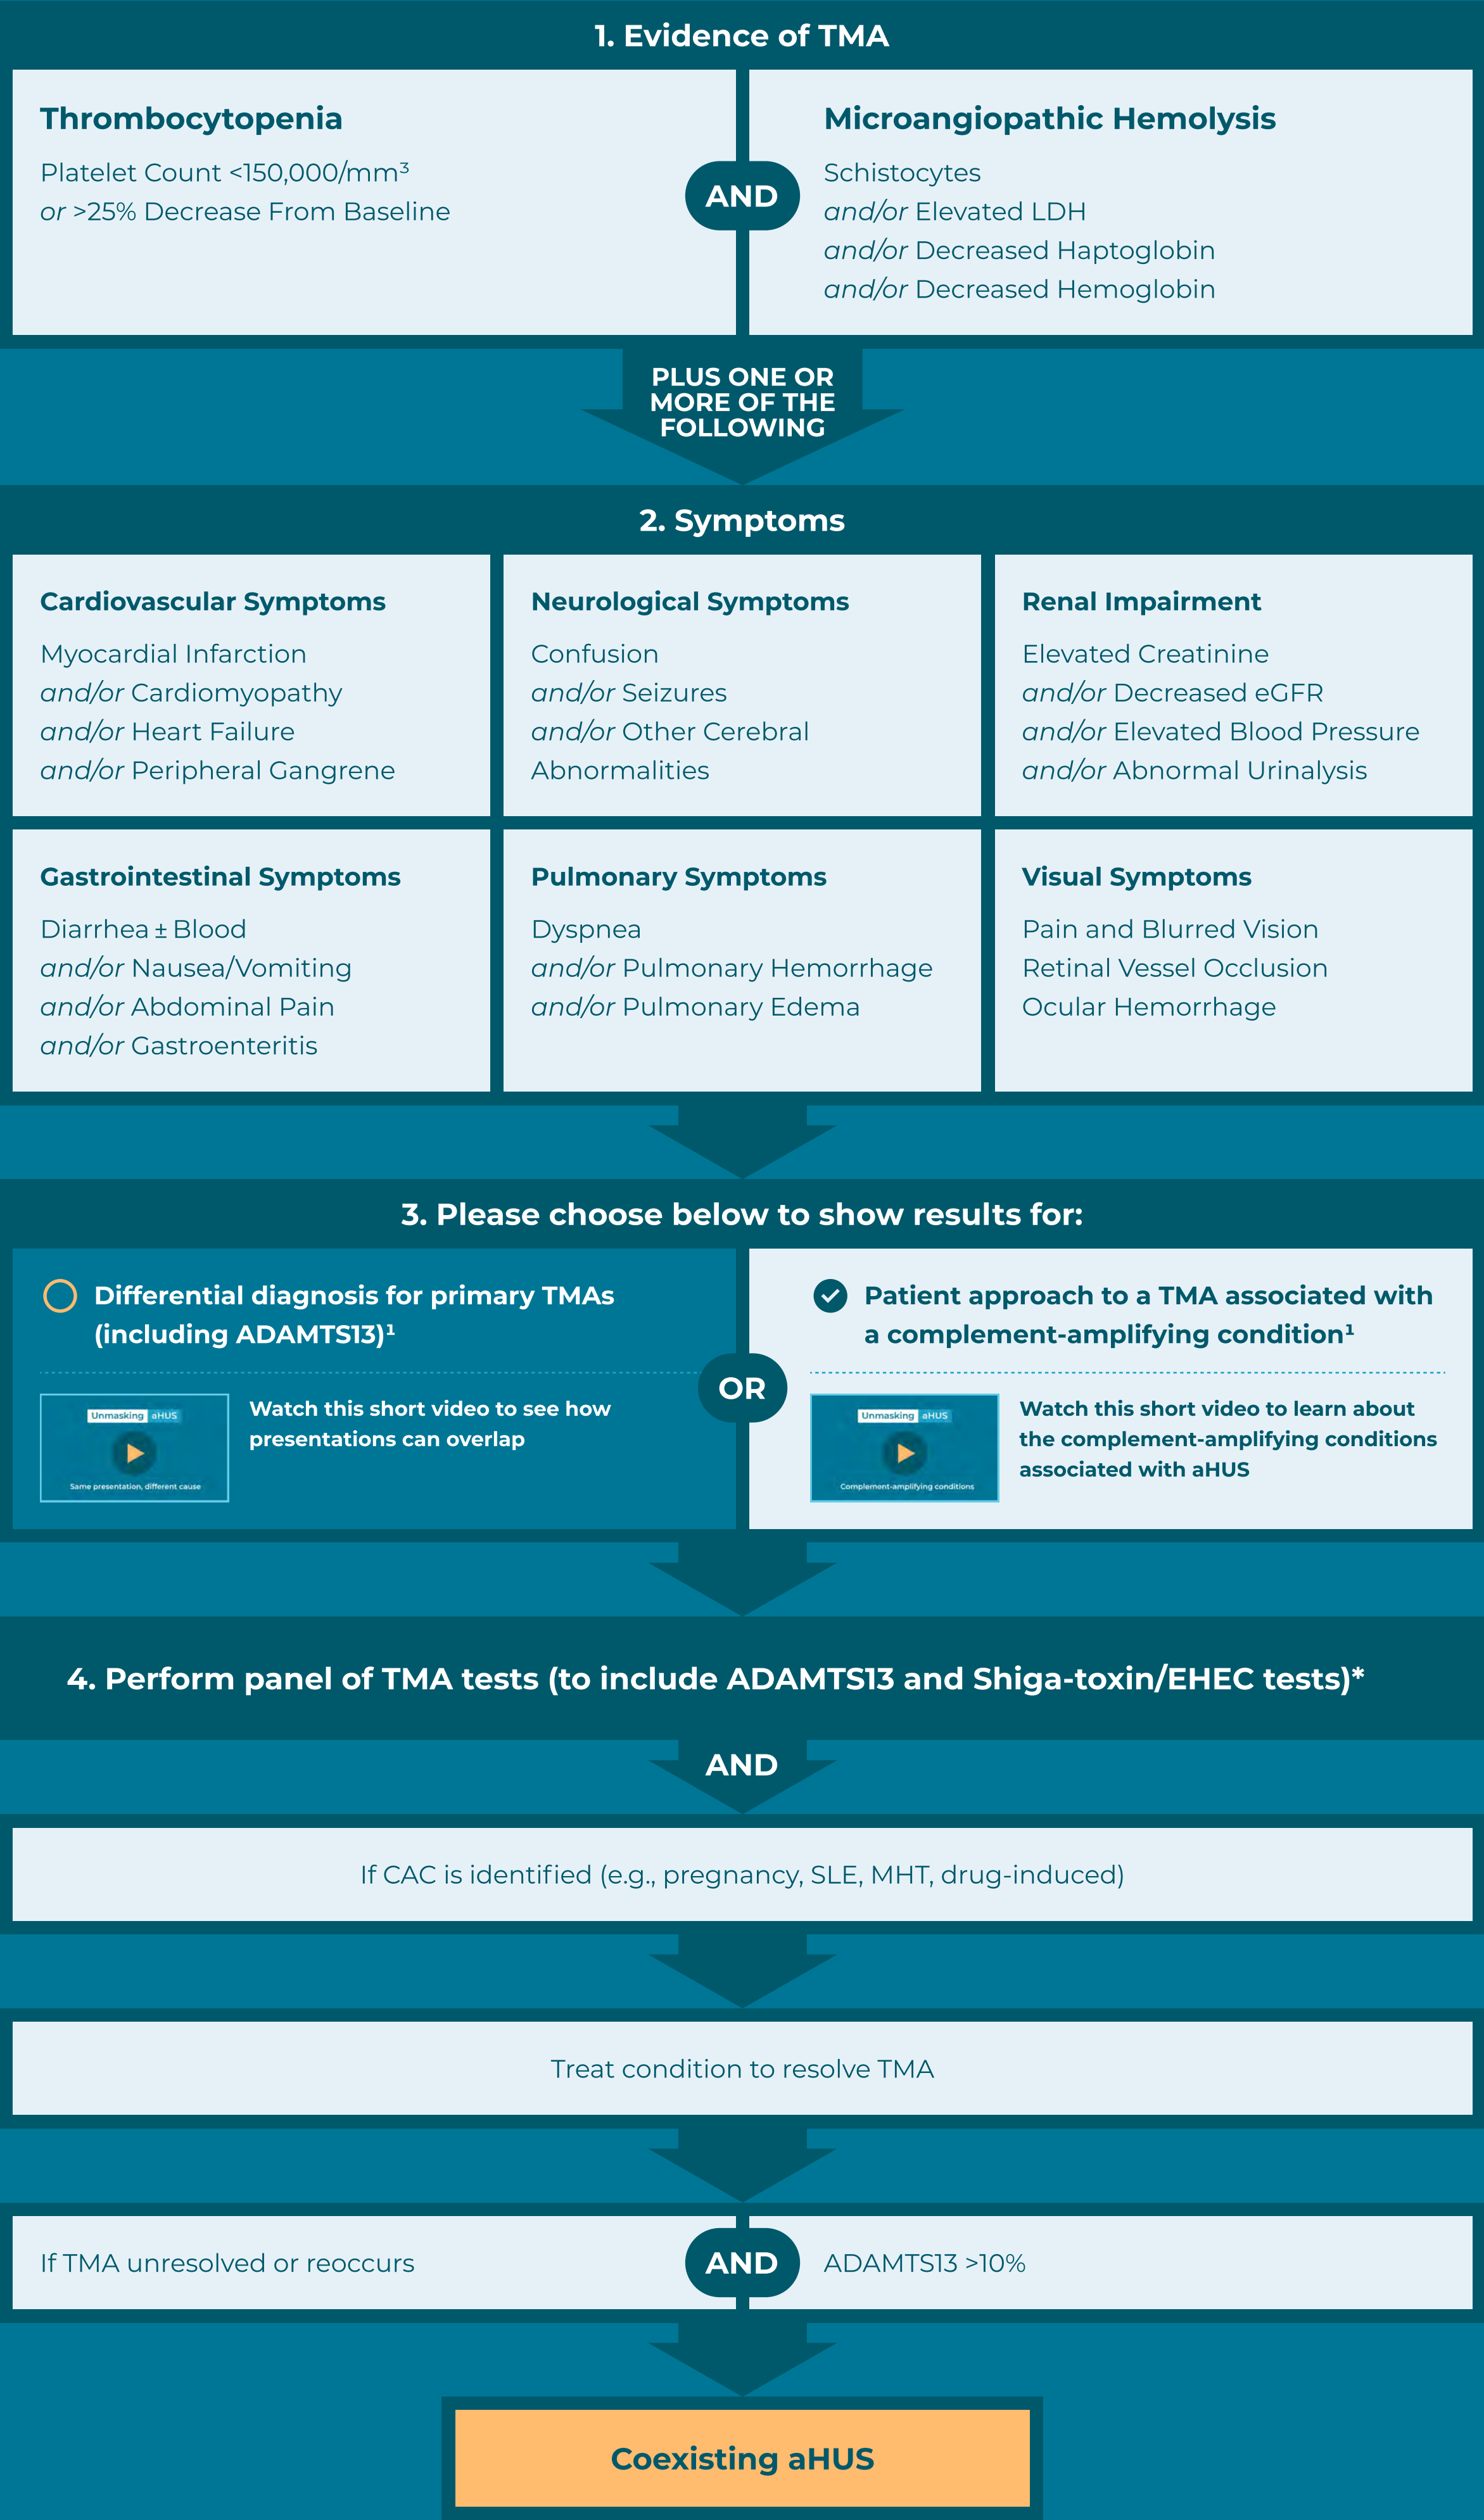 1. Evidence of TMA
Thrombocytopenia
Platelet Count <150,000/mm³
or >25% Decrease From Baseline
AND
Microangiopathic Hemolysis
Schistocytes
and/or Elevated LDH
and/or Decreased Haptoglobin
and/or Decreased Hemoglobin
PLUS ONE OR
MORE OF THE
FOLLOWING
2. Symptoms
Cardiovascular Symptoms
Myocardial Infarction
and/or Cardiomyopathy
and/or Heart Failure
and/or Peripheral Gangrene
Neurological Symptoms
Confusion
and/or Seizures
and/or Other Cerebral
Abnormalities
Renal Impairment
Elevated Creatinine
and/or Decreased eGFR
and/or Elevated Blood Pressure
and/or Abnormal Urinalysis
Gastrointestinal Symptoms
Diarrhea ± Blood
and/or Nausea/Vomiting
and/or Abdominal Pain
and/or Gastroenteritis
Pulmonary Symptoms
Dyspnea
and/or Pulmonary Hemorrhage
and/or Pulmonary Edema
Visual Symptoms
Pain and Blurred Vision
Retinal Vessel Occlusion
Ocular Hemorrhage
3. Please choose below to show results for:
Differential diagnosis for primary TMAs
(including ADAMTS13)¹
Unmasking aHUS
Same presentation, different cause
Watch this short video to see how
presentations can overlap
OR
Patient approach to a TMA associated with
a complement-amplifying condition¹
Unmasking aHUS
Complement-amplifying conditions
Watch this short video to learn about
the complement-amplifying conditions
associated with aHUS
4. Perform panel of TMA tests (to include ADAMTS13 and Shiga-toxin/EHEC tests)*
AND
If CAC is identified (e.g., pregnancy, SLE, MHT, drug-induced)
Treat condition to resolve TMA
If TMA unresolved or reoccurs
AND
ADAMTS13 >10%
Coexisting aHUS